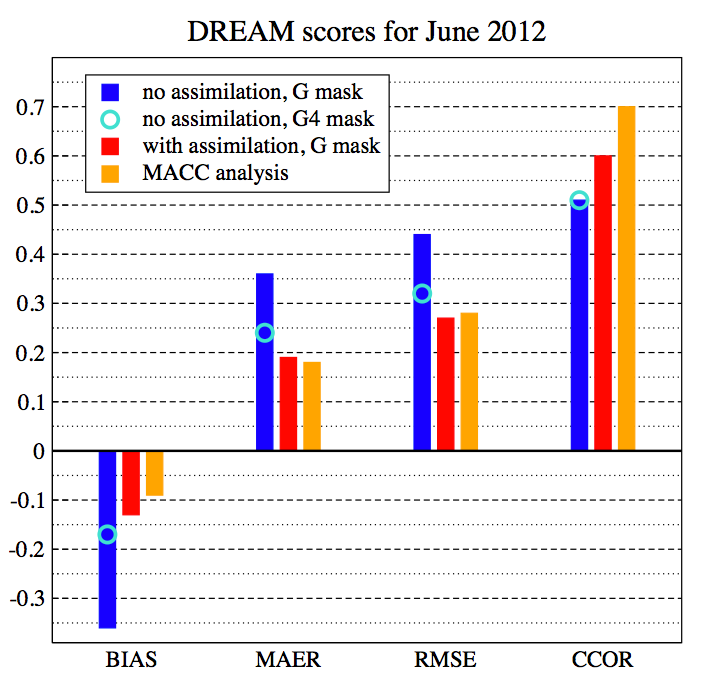 DREAM scores for June 2012
no assimilation, G mask
no assimilation, G4 mask
with assimilation, G mask
MACC analysis
0.7
0.6
0.5
0.4
0.3
0.2
0.1
0
-0.1
-0.2
-0.3
BIAS MAER RMSE CCOR